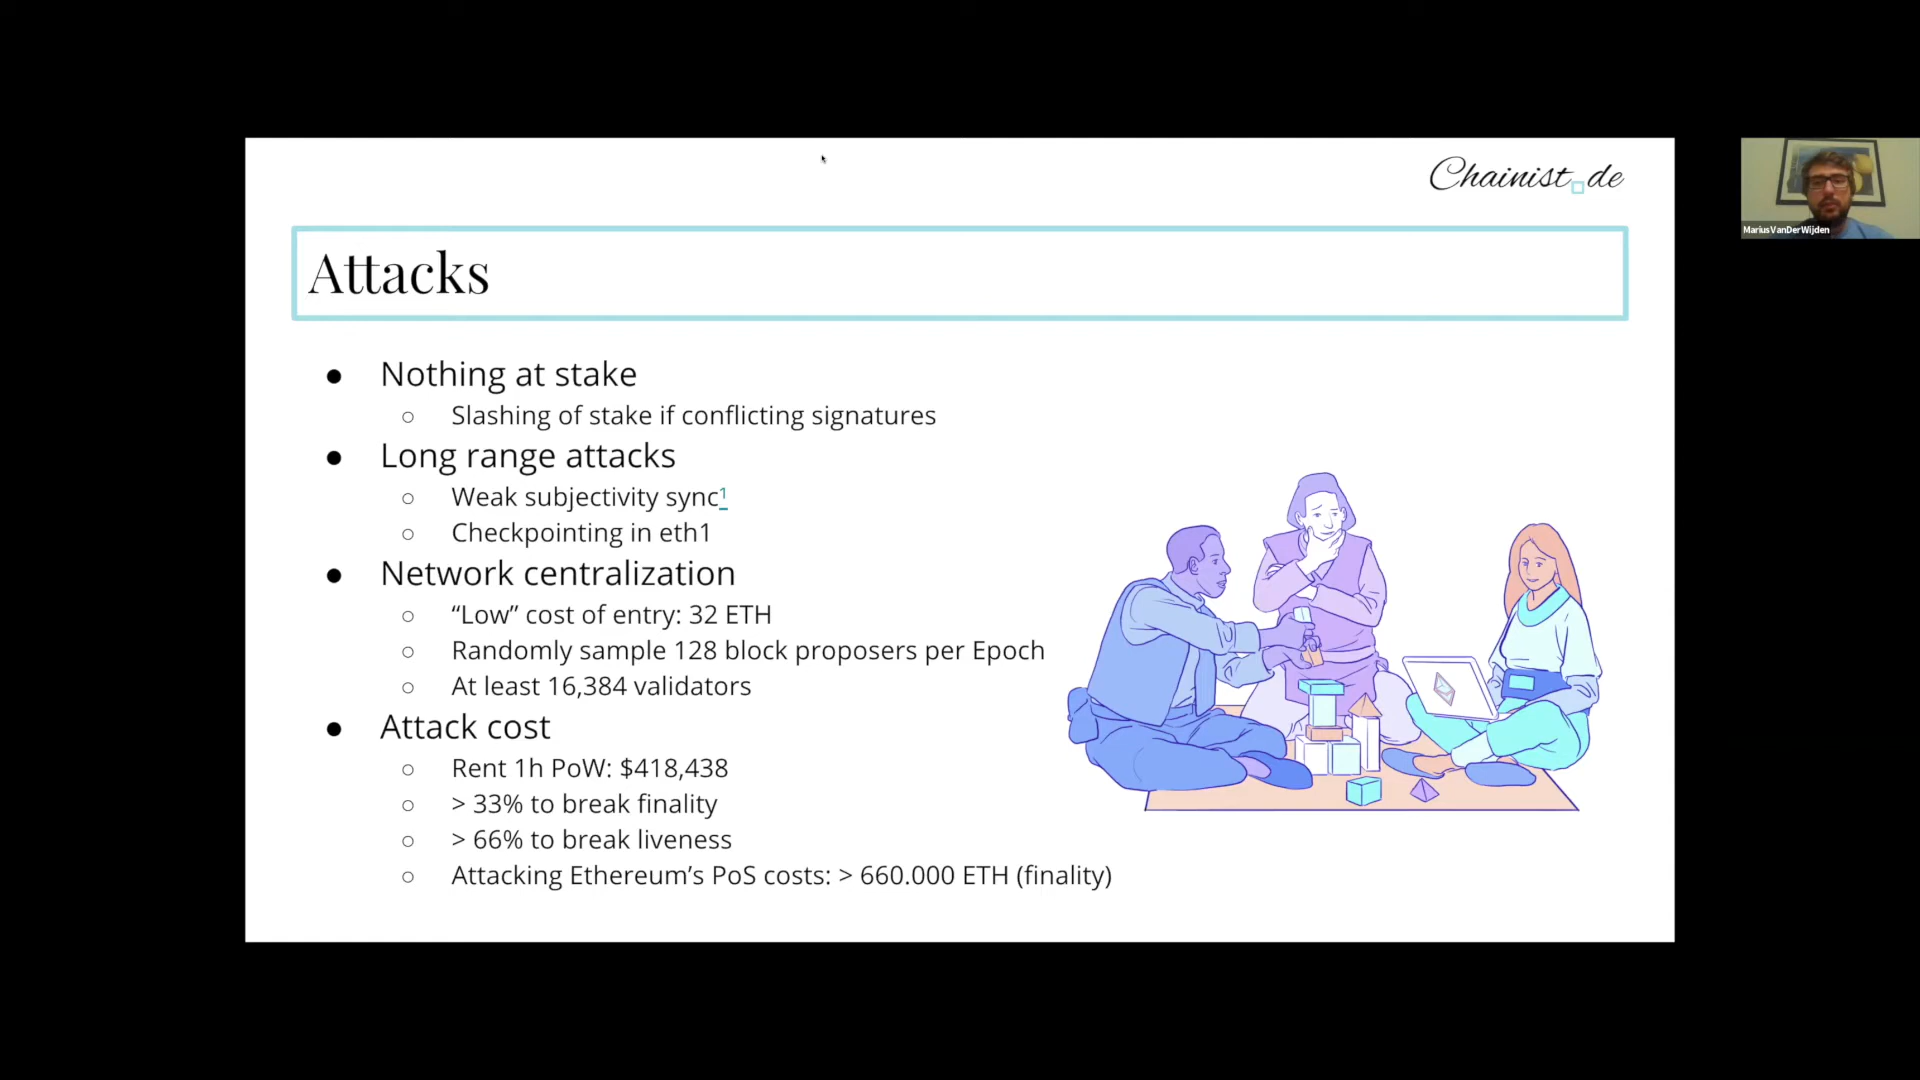 Chainist de
MariusVanDerWijden
Attacks
● Nothing at stake
○ Slashing of stake if conflicting signatures
● Long range attacks
○ Weak subjectivity sync1
○ Checkpointing in eth1
● Network centralization
○ “Low” cost of entry: 32 ETH
○ Randomly sample 128 block proposers per Epoch
○ At least 16,384 validators
● Attack cost
○ Rent 1h PoW: $418,438
○ > 33% to break finality
○ > 66% to break liveness
○ Attacking Ethereum’s PoS costs: > 660.000 ETH (finality)